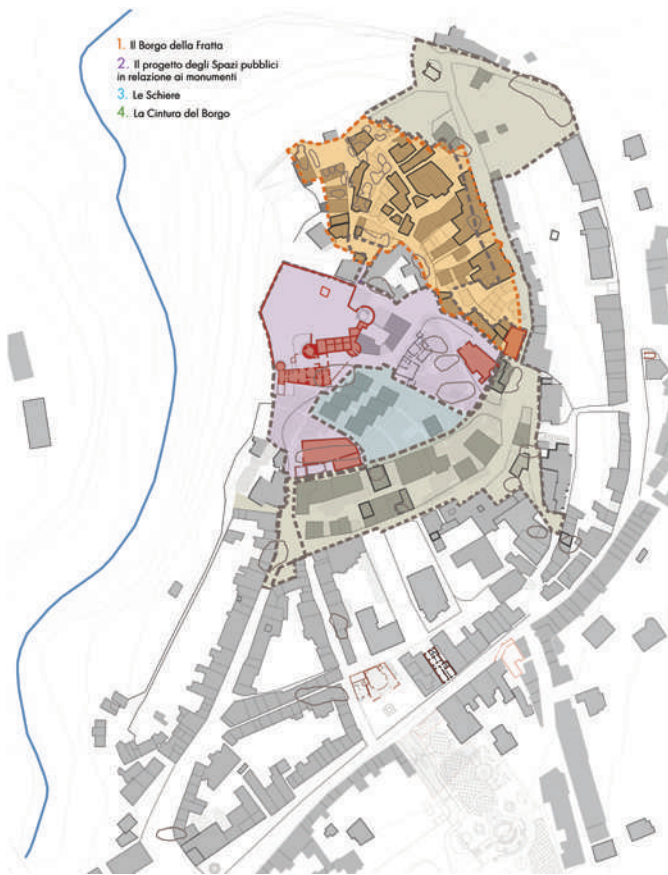 1. Il Borgo della Fratta
2. Il progetto degli Spazi pubblici
in relazione ai monumenti
3. Le Schiere
4. La Cintura del Borgo